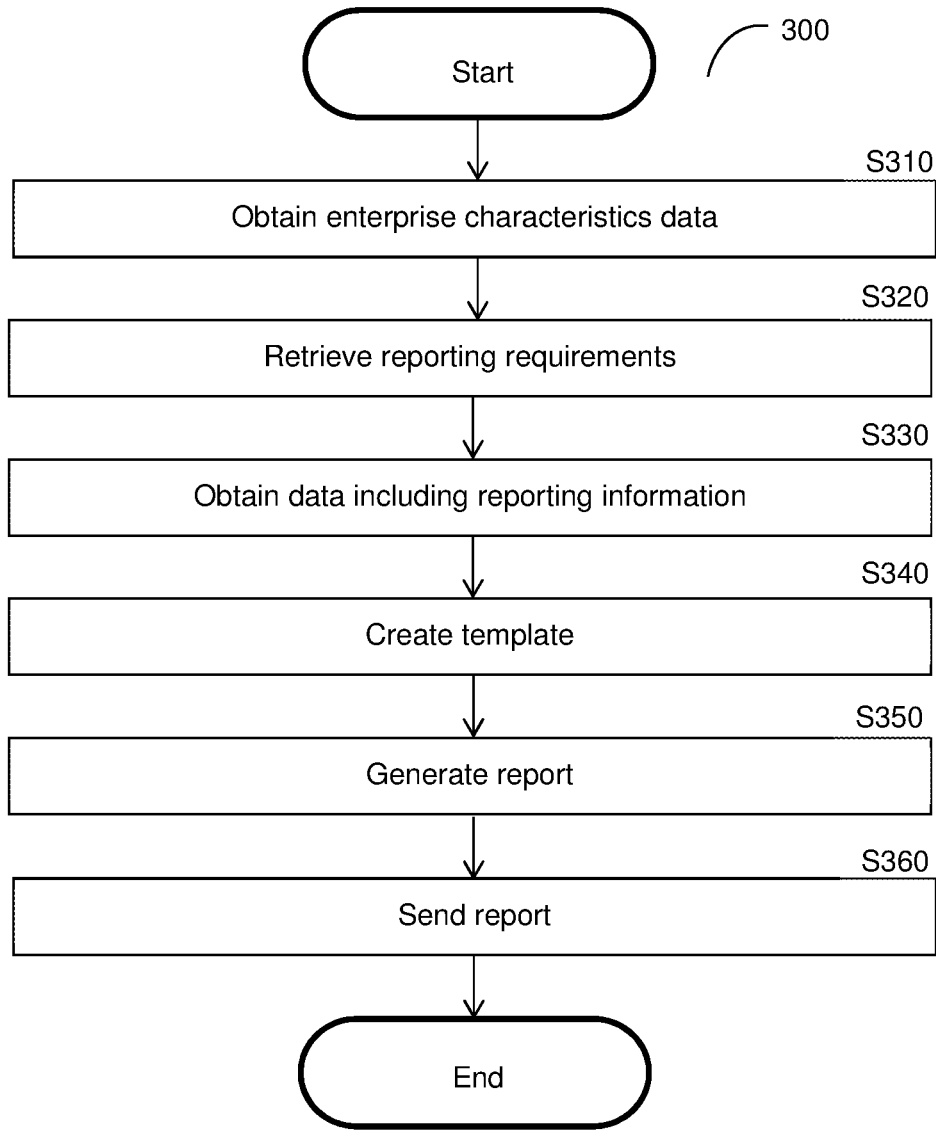 300
Start
S310
Obtain enterprise characteristics data
S320
Retrieve reporting requirements
S330
Obtain data including reporting information
S340
Create template
S350
Generate report
S360
Send report
End